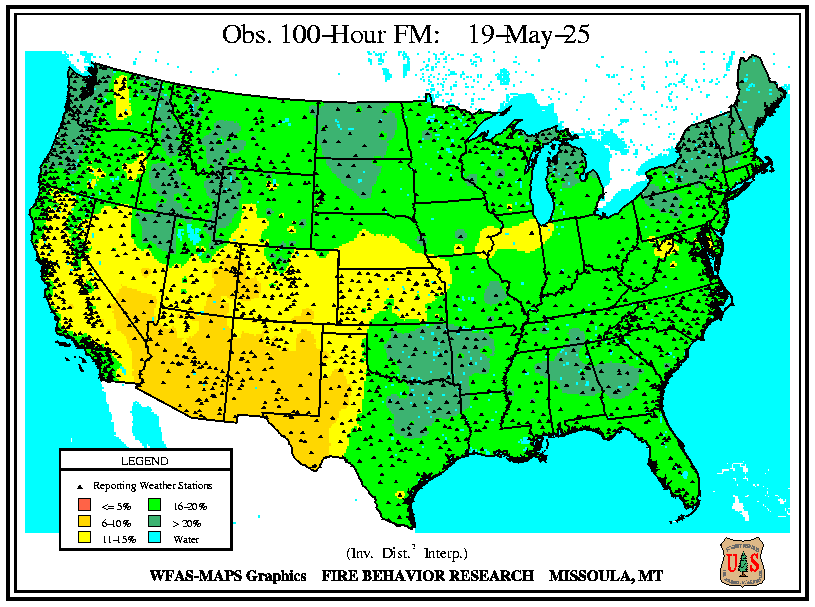 Obs. 100-Hour FM: 19-May-25
LEGEND
Reporting Weather Stations
<= 5%
16-20%
6-10%
> 20%
11-15%
Water
(Inv. Dist.² Interp.)
WFAS-MAPS Graphics FIRE BEHAVIOR RESEARCH MISSOULA, MT
U S